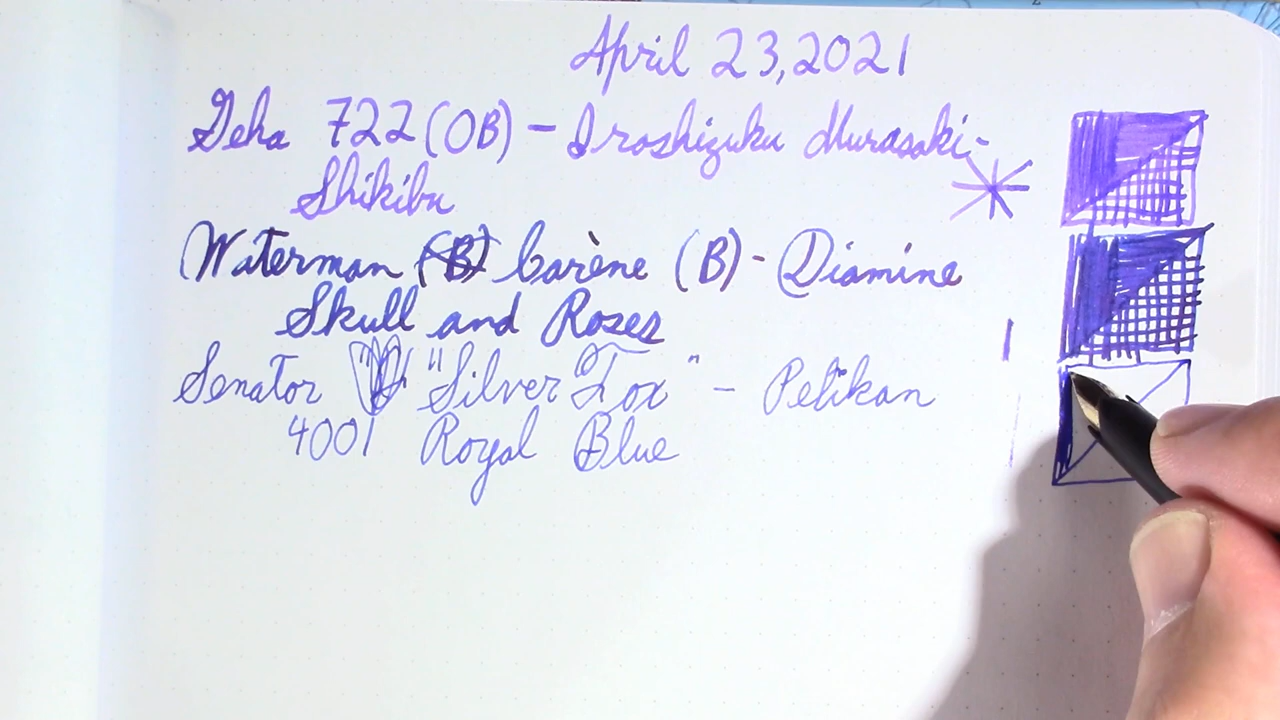 April 23, 2021
Geha 722 (OB) - Iroshizuku Murasaki-
Shikibu
Waterman (B) Carène (B) - Diamine
Skull and Roses
Senator "Silver Fox" - Pelikan
4001 Royal Blue